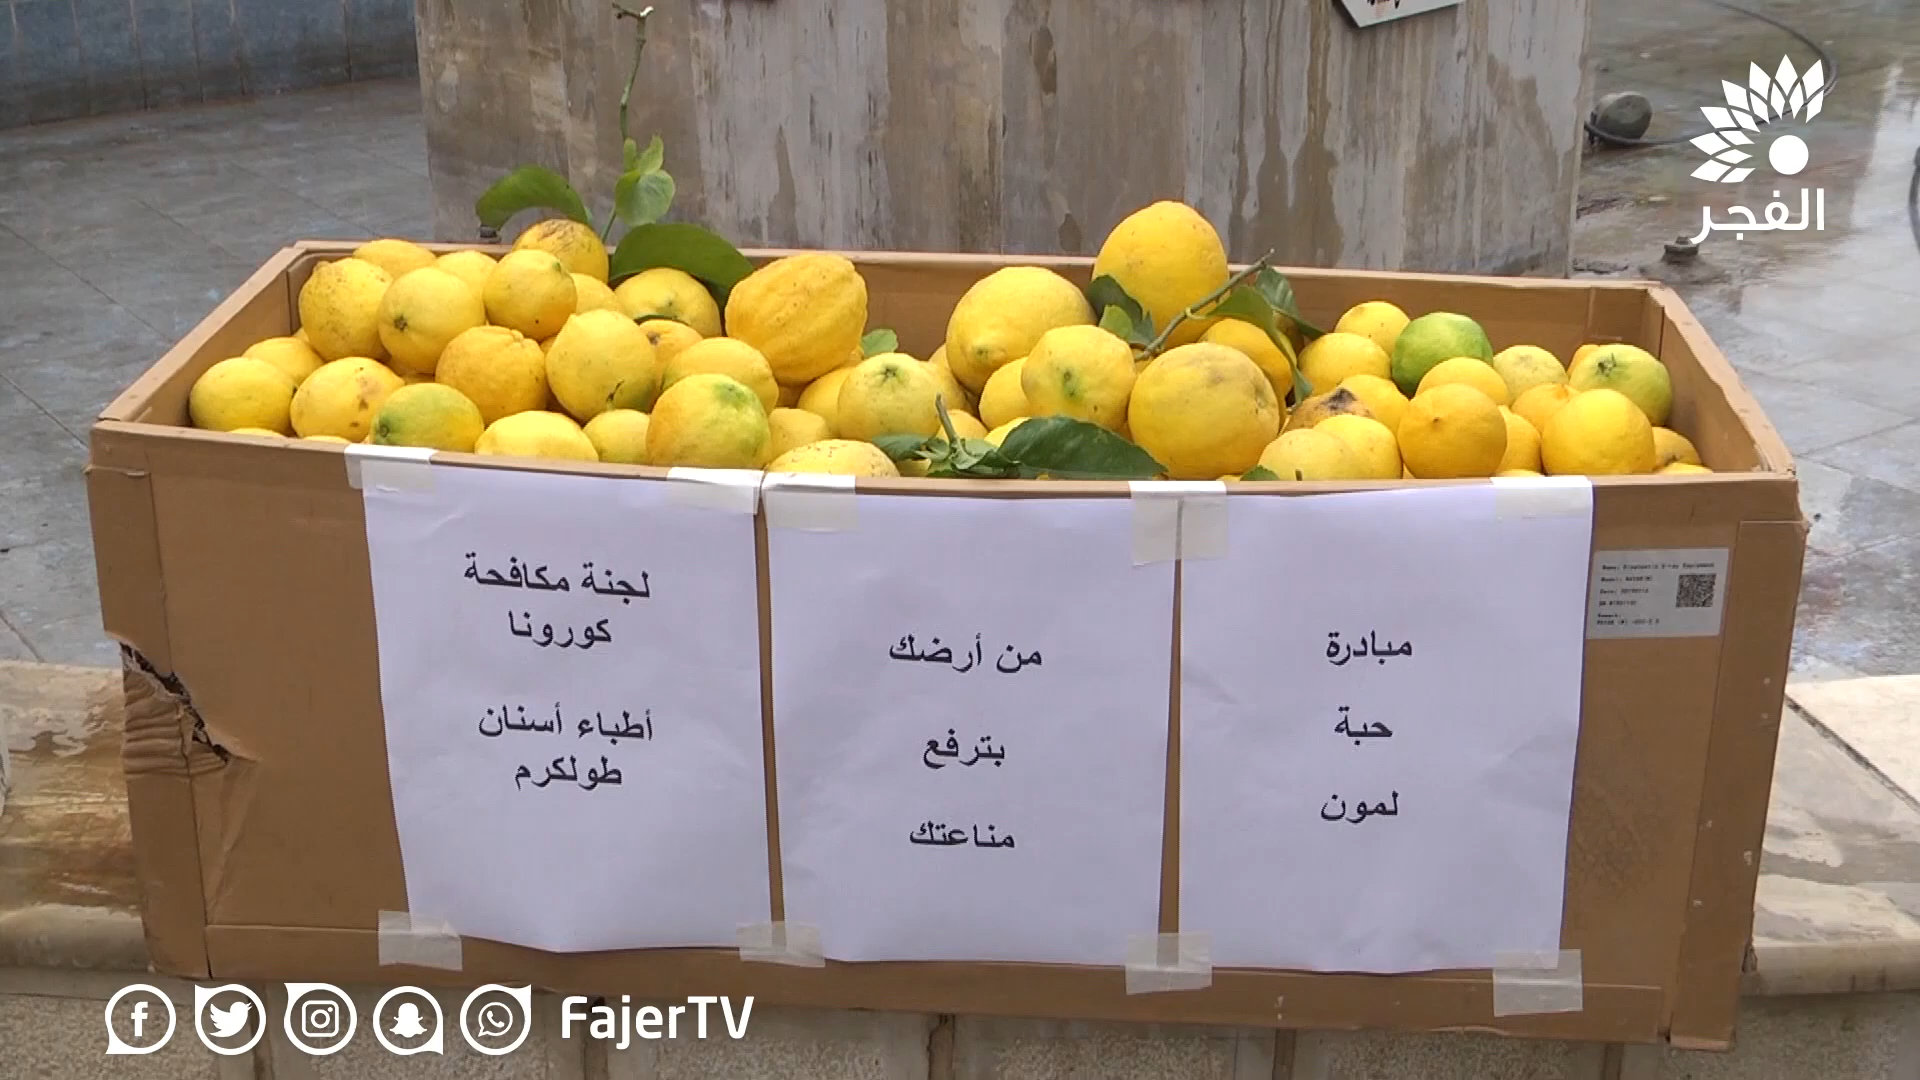 الفجر
مبادرة
حبة
لمون
من أرضك
بترفع
مناعتك
لجنة مكافحة
كورونا
أطباء أسنان
طولكرم
FajerTV